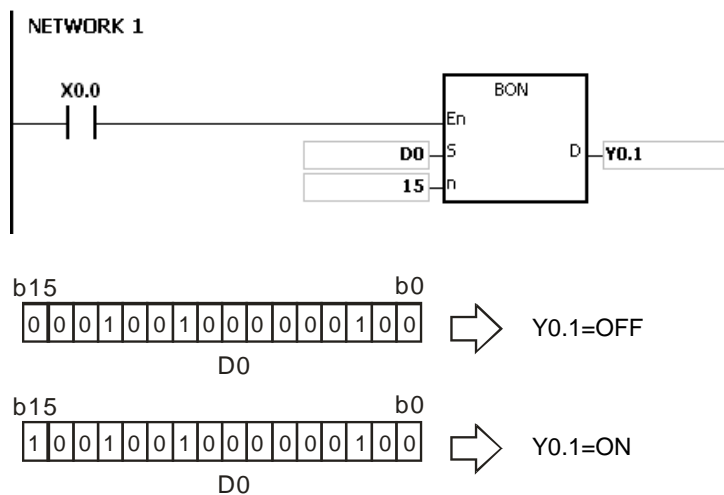 NETWORK 1
X0.0
BON
En
D0 S D Y0.1
15 n
b15 b0
0 0 0 1 0 0 1 0 0 0 0 0 0 1 0 0 Y0.1=OFF
D0
b15 b0
1 0 0 1 0 0 1 0 0 0 0 0 0 1 0 0 Y0.1=ON
D0